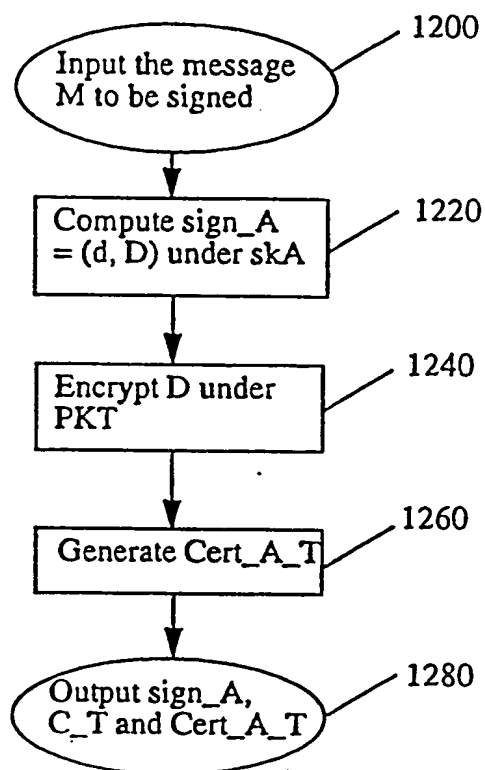 1200
Input the message
M to be signed
1220
Compute sign_A
= (d, D) under skA
1240
Encrypt D under
PKT
1260
Generate Cert_A_T
1280
Output sign_A,
C_T and Cert_A_T